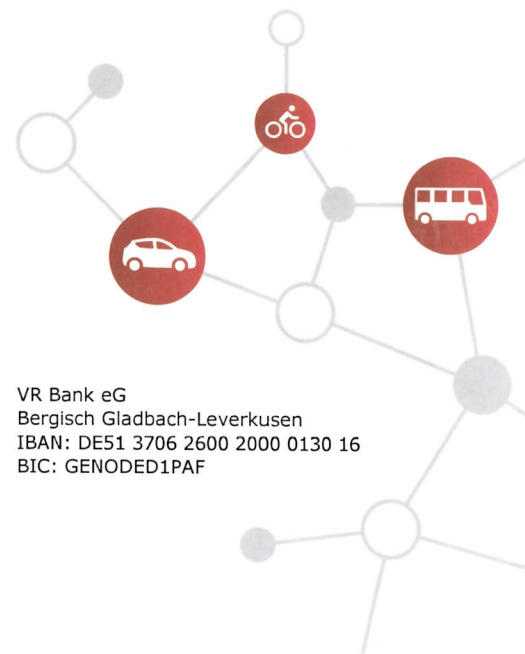 VR Bank eG
Bergisch Gladbach-Leverkusen
IBAN: DE51 3706 2600 2000 0130 16
BIC: GENODED1PAF